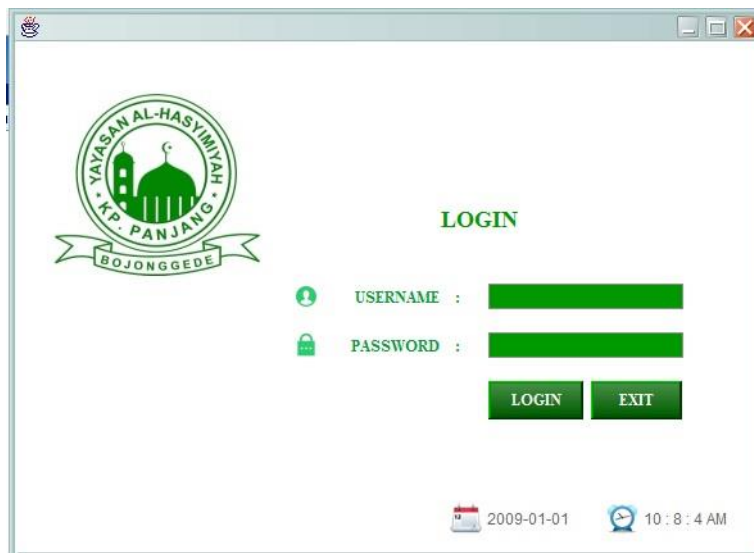 YAYASAN AL-HASYIMIYAH
KP. PANJANG
BOJONGGEDE
LOGIN
USERNAME :
PASSWORD :
LOGIN EXIT
2009-01-01 10 : 8 : 4 AM